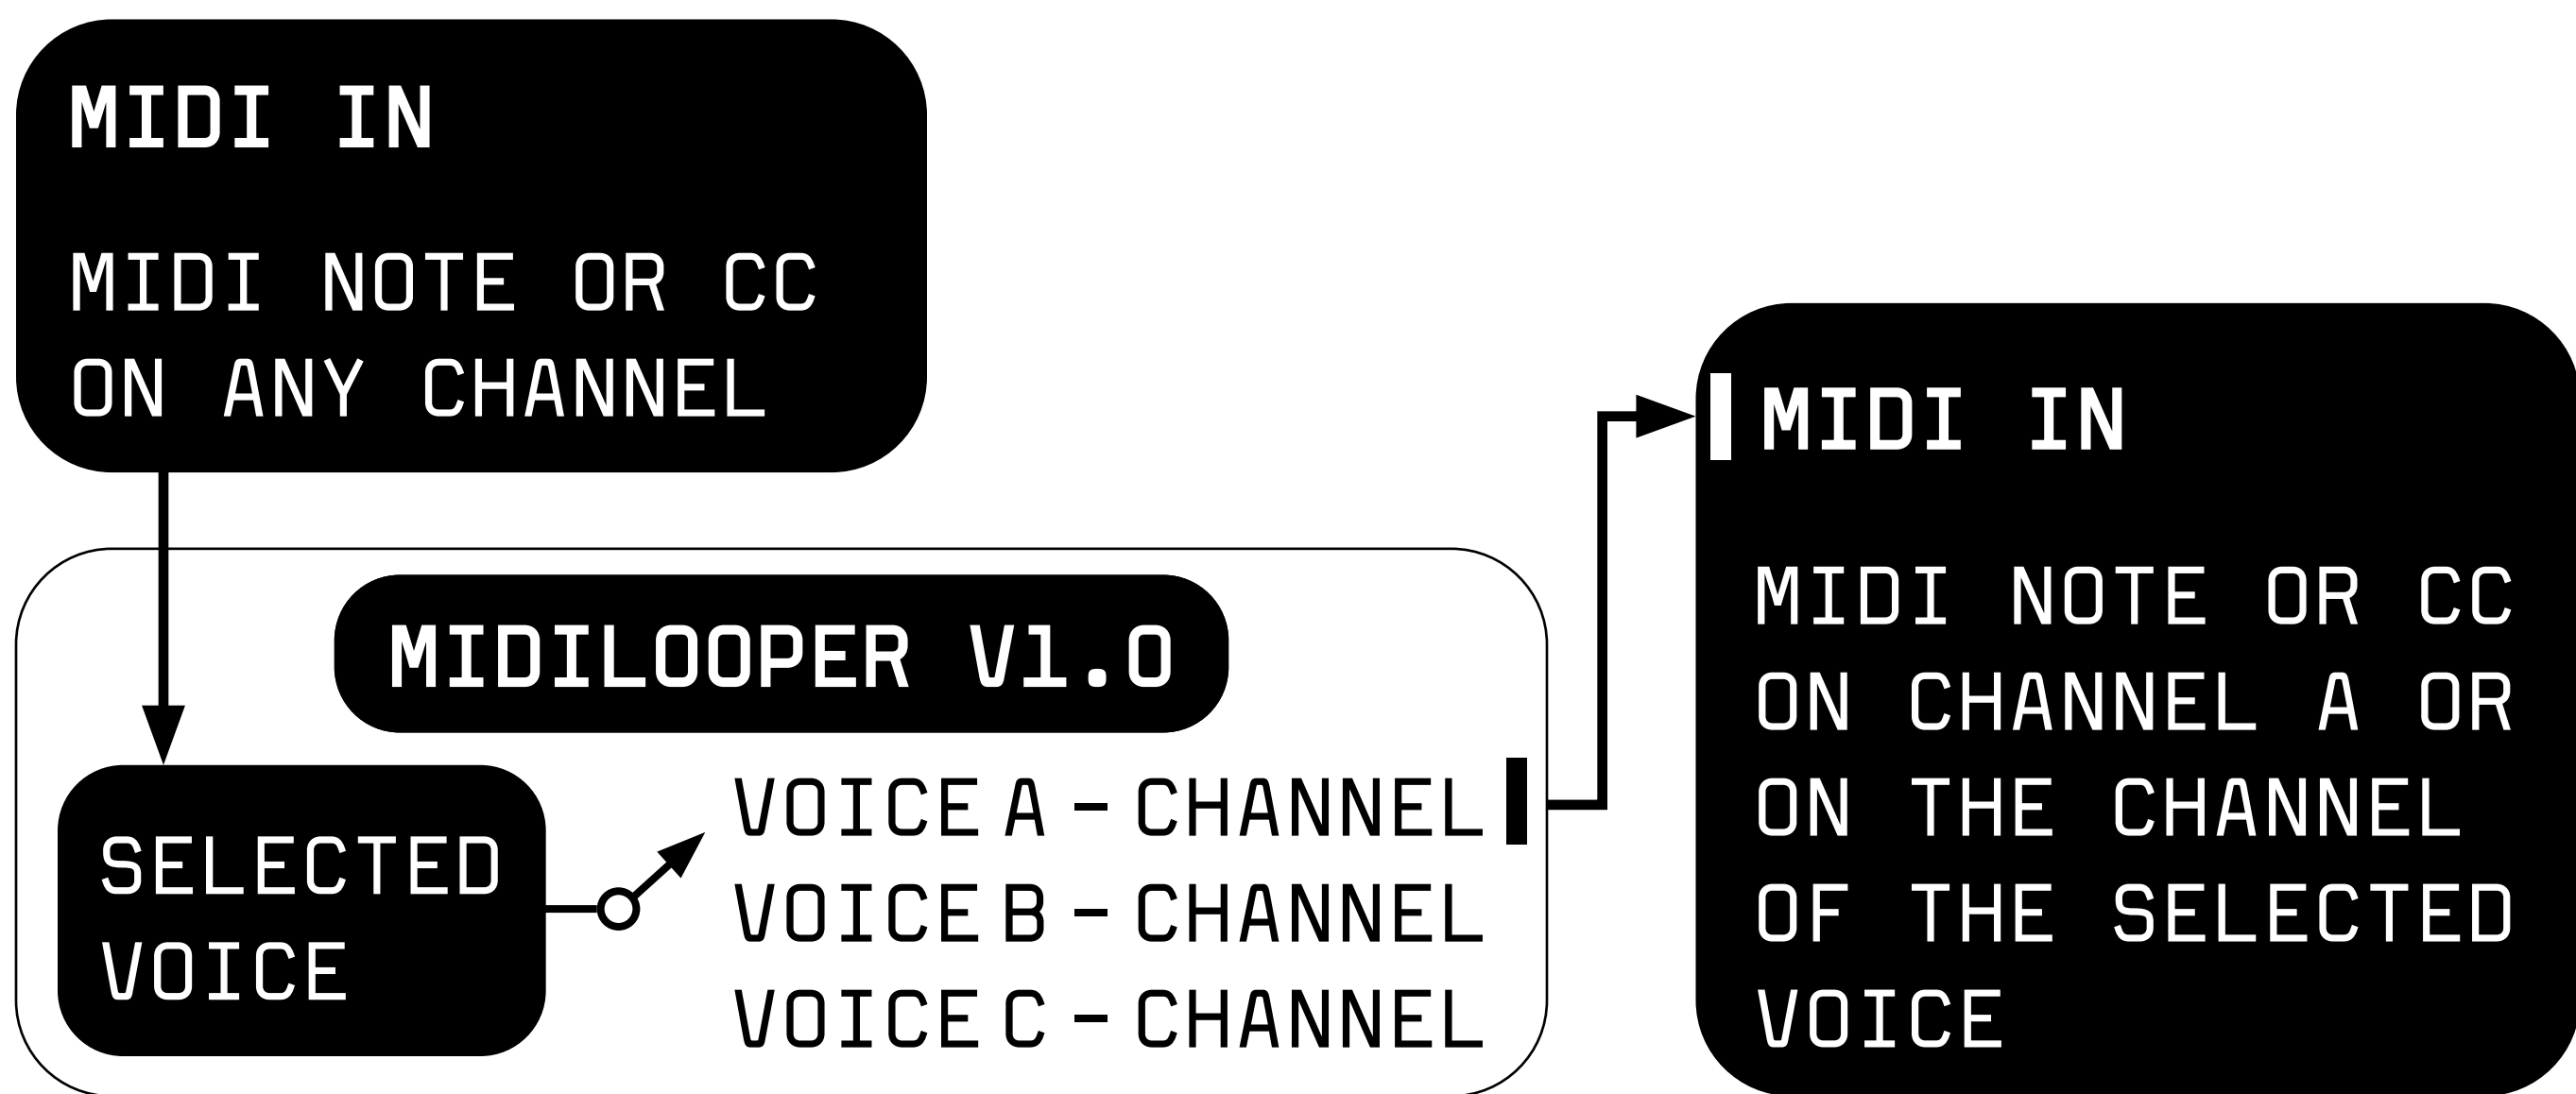 MIDI IN
MIDI NOTE OR CC
ON ANY CHANNEL
MIDILOOPER V1.0
SELECTED
VOICE
VOICE A - CHANNEL
VOICE B - CHANNEL
VOICE C - CHANNEL
MIDI IN
MIDI NOTE OR CC
ON CHANNEL A OR
ON THE CHANNEL
OF THE SELECTED
VOICE